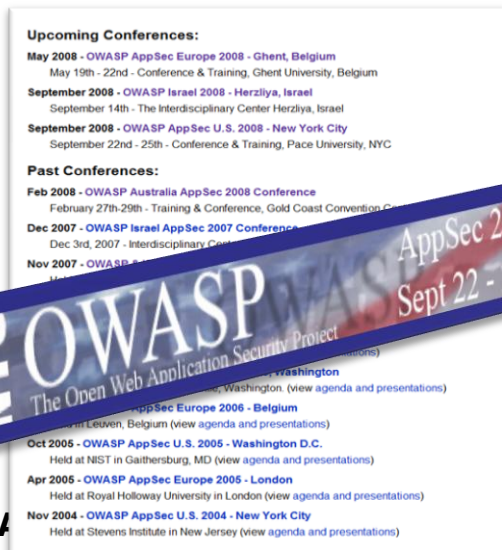 Upcoming Conferences:
May 2008 - OWASP AppSec Europe 2008 - Ghent, Belgium
May 19th - 22nd - Conference & Training, Ghent University, Belgium
September 2008 - OWASP Israel 2008 - Herzliya, Israel
September 14th - The Interdisciplinary Center Herzliya, Israel
September 2008 - OWASP AppSec U.S. 2008 - New York City
September 22nd - 25th - Conference & Training, Pace University, NYC
Past Conferences:
Feb 2008 - OWASP Australia AppSec 2008 Conference
February 27th-29th - Training & Conference, Gold Coast Convention
Dec 2007 - OWASP Israel AppSec 2007 Conference
Dec 3rd, 2007 - Interdisciplinary
Nov 2007 - OWASP
AppSec 2
Sept 22 -
OWASP
The Open Web Application Security Project
Washington
Washington. (view agenda and presentations)
AppSec Europe 2006 - Belgium
in Leuven, Belgium (view agenda and presentations)
Oct 2005 - OWASP AppSec U.S. 2005 - Washington D.C.
Held at NIST in Gaithersburg, MD (view agenda and presentations)
Apr 2005 - OWASP AppSec Europe 2005 - London
Held at Royal Holloway University in London (view agenda and presentations)
Nov 2004 - OWASP AppSec U.S. 2004 - New York City
Held at Stevens Institute in New Jersey (view agenda and presentations)